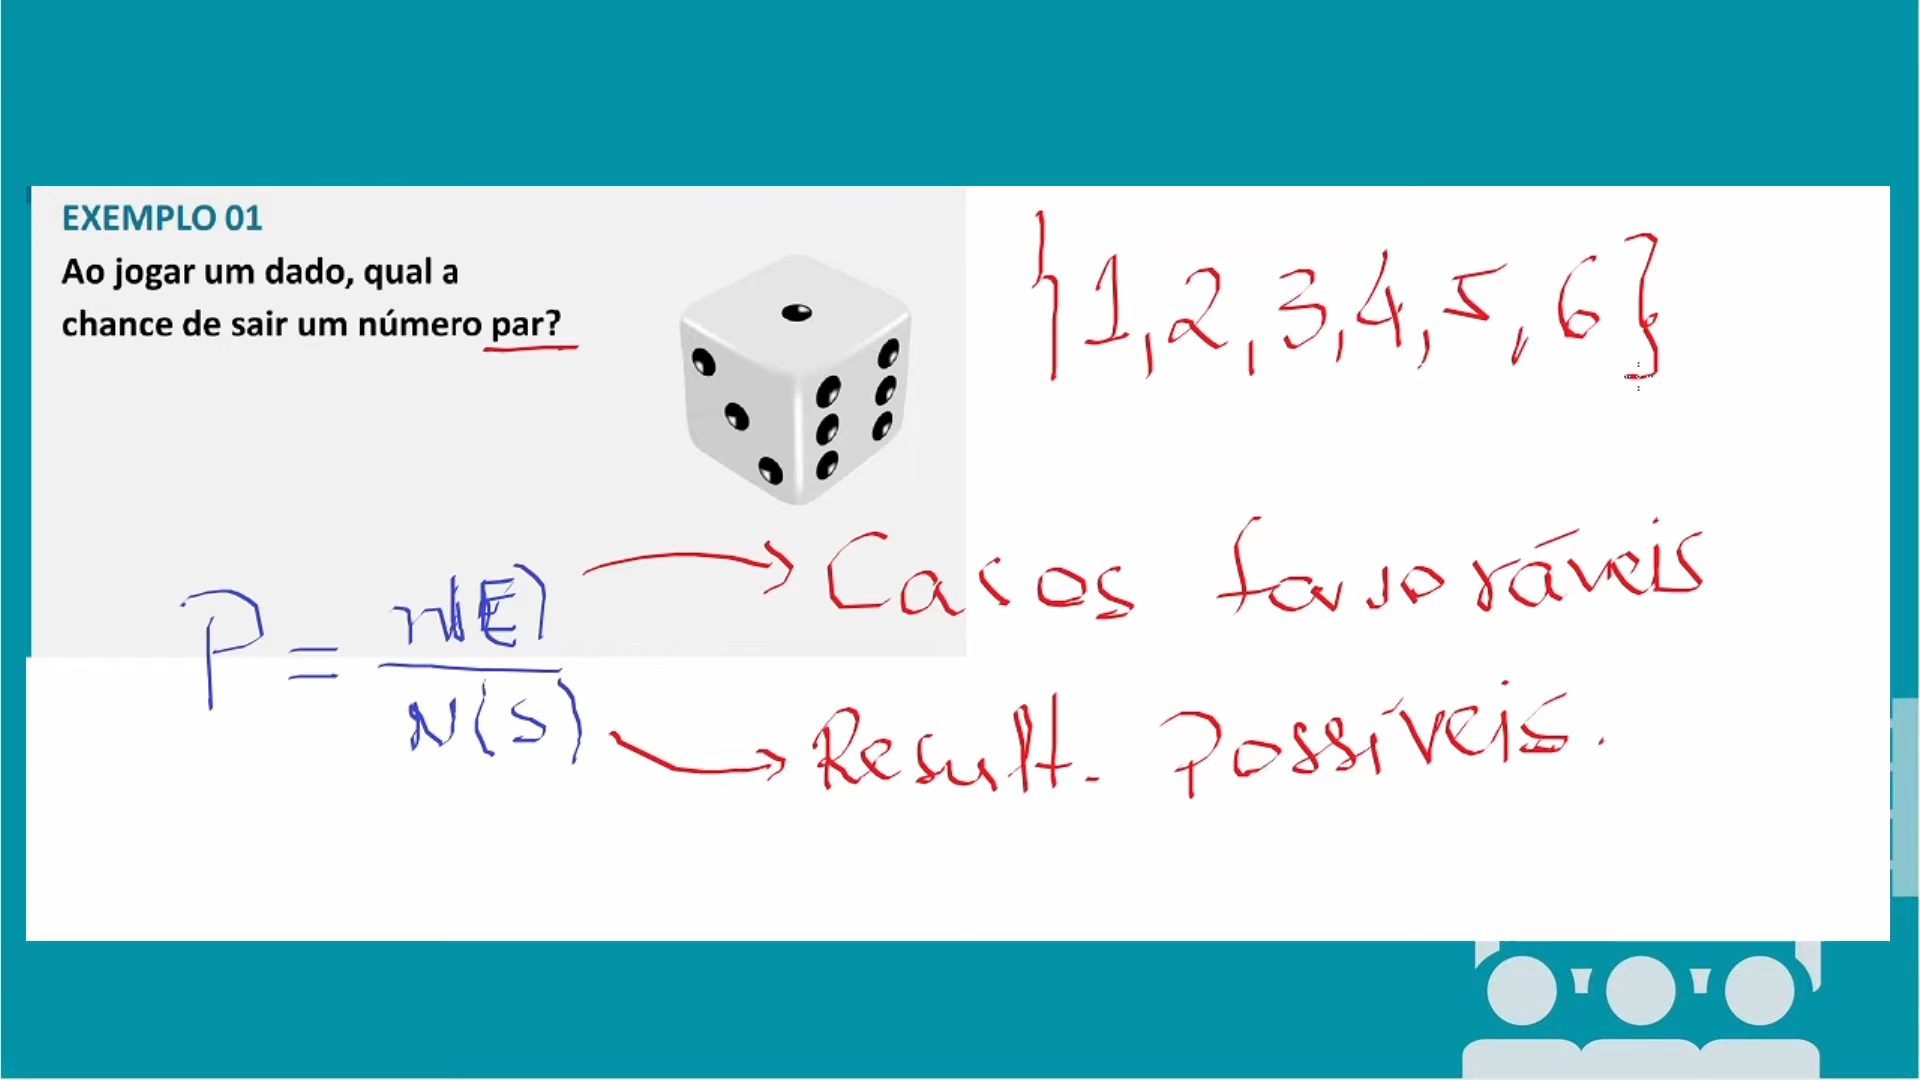 EXEMPLO 01
Ao jogar um dado, qual a
chance de sair um número par?
{1,2,3,4,5,6}
P = n(E) / N(S)
Casos favoráveis
Result. Possíveis.